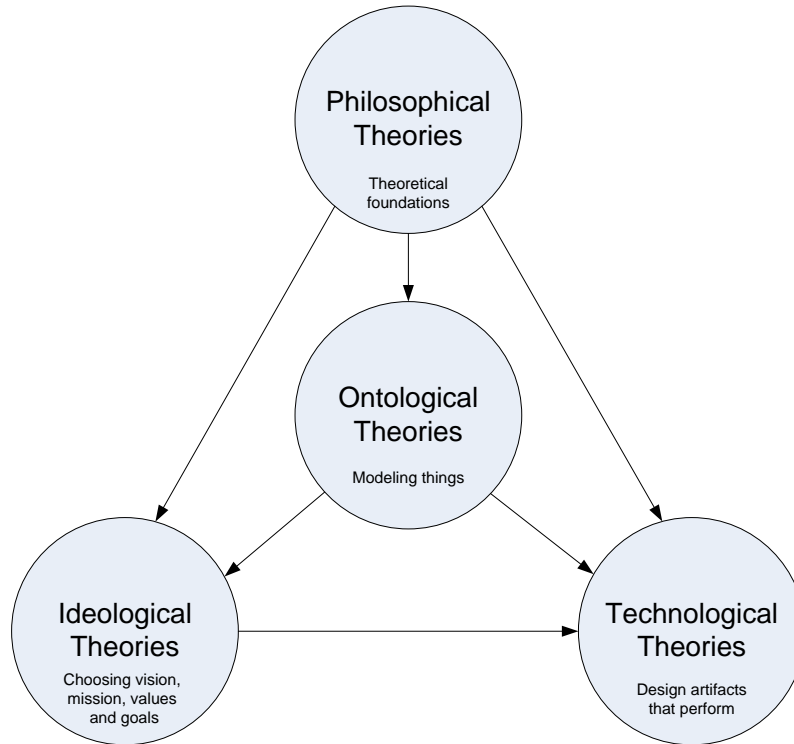 Philosophical
Theories
Theoretical
foundations
Ontological
Theories
Modeling things
Ideological
Theories
Choosing vision,
mission, values
and goals
Technological
Theories
Design artifacts
that perform